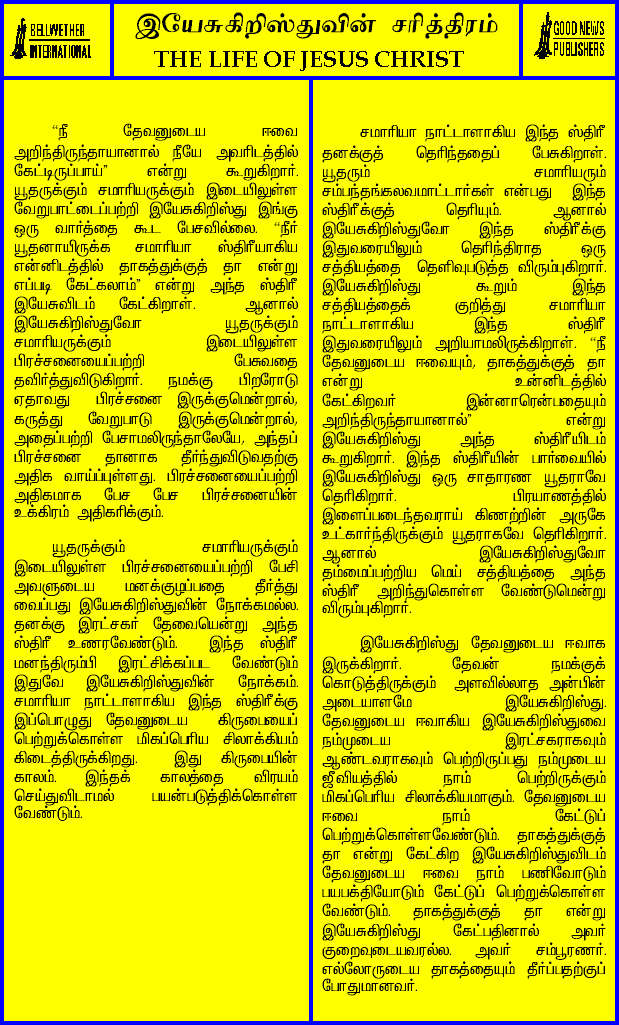 BELLWETHER
INTERNATIONAL
இயேசுகிறிஸ்துவின் சரித்திரம்
THE LIFE OF JESUS CHRIST
GOOD NEWS
PUBLISHERS
“நீ தேவனுடைய ஈவை
அறிந்திருந்தாயானால் நீயே அவரிடத்தில்
கேட்டிருப்பாய்” என்று கூறுகிறார்.
யூதருக்கும் சமாரியருக்கும் இடையிலுள்ள
வேறுபாட்டைப்பற்றி இயேசுகிறிஸ்து இங்கு
ஒரு வார்த்தை கூட பேசவில்லை. “நீர்
யூதனாயிருக்க சமாரியா ஸ்திரீயாகிய
என்னிடத்தில் தாகத்துக்குத் தா என்று
எப்படி கேட்கலாம்” என்று அந்த ஸ்திரீ
இயேசுவிடம் கேட்கிறாள். ஆனால்
இயேசுகிறிஸ்துவோ யூதருக்கும்
சமாரியருக்கும் இடையிலுள்ள
பிரச்சனையைப்பற்றி பேசுவதை
தவிர்த்துவிடுகிறார். நமக்கு பிறரோடு
ஏதாவது பிரச்சனை இருக்குமென்றால்,
கருத்து வேறுபாடு இருக்குமென்றால்,
அதைப்பற்றி பேசாமலிருந்தாலேயே, அந்தப்
பிரச்சனை தானாக தீர்ந்துவிடுவதற்கு
அதிக வாய்ப்புள்ளது. பிரச்சனையைப்பற்றி
அதிகமாக பேச பேச பிரச்சனையின்
உக்கிரம் அதிகரிக்கும்.
யூதருக்கும் சமாரியருக்கும்
இடையிலுள்ள பிரச்சனையைப்பற்றி பேசி
அவளுடைய மனக்குழப்பதை தீர்த்து
வைப்பது இயேசுகிறிஸ்துவின் நோக்கமல்ல.
தனக்கு இரட்சகர் தேவையென்று அந்த
ஸ்திரீ உணரவேண்டும். இந்த ஸ்திரீ
மனந்திரும்பி இரட்சிக்கப்பட வேண்டும்
இதுவே இயேசுகிறிஸ்துவின் நோக்கம்.
சமாரியா நாட்டாளாகிய இந்த ஸ்திரீக்கு
இப்பொழுது தேவனுடைய கிருபையைப்
பெற்றுக்கொள்ள மிகப்பெரிய சிலாக்கியம்
கிடைத்திருக்கிறது. இது கிருபையின்
காலம். இந்தக் காலத்தை விரயம்
செய்துவிடாமல் பயன்படுத்திக்கொள்ள
வேண்டும்.
சமாரியா நாட்டாளாகிய இந்த ஸ்திரீ
தனக்குத் தெரிந்ததைப் பேசுகிறாள்.
யூதரும் சமாரியரும்
சம்பந்தங்கலவமாட்டார்கள் என்பது இந்த
ஸ்திரீக்குத் தெரியும். ஆனால்
இயேசுகிறிஸ்துவோ இந்த ஸ்திரீக்கு
இதுவரையிலும் தெரிந்திராத ஒரு
சத்தியத்தை தெளிவுபடுத்த விரும்புகிறார்.
இயேசுகிறிஸ்து கூறும் இந்த
சத்தியத்தைக் குறித்து சமாரியா
நாட்டாளாகிய இந்த ஸ்திரீ
இதுவரையிலும் அறியாமலிருக்கிறாள். “நீ
தேவனுடைய ஈவையும், தாகத்துக்குத் தா
என்று உன்னிடத்தில்
கேட்கிறவர் இன்னாரென்பதையும்
அறிந்திருந்தாயானால்” என்று
இயேசுகிறிஸ்து அந்த ஸ்திரீயிடம்
கூறுகிறார். இந்த ஸ்திரீயின் பார்வையில்
இயேசுகிறிஸ்து ஒரு சாதாரண யூதராவே
தெரிகிறார். பிரயாணத்தில்
இளைப்படைந்தவராய் கிணற்றின் அருகே
உட்கார்ந்திருக்கும் யூதராகவே தெரிகிறார்.
ஆனால் இயேசுகிறிஸ்துவோ
தம்மைப்பற்றிய மெய் சத்தியத்தை அந்த
ஸ்திரீ அறிந்துகொள்ள வேண்டுமென்று
விரும்புகிறார்.
இயேசுகிறிஸ்து தேவனுடைய ஈவாக
இருக்கிறார். தேவன் நமக்குக்
கொடுத்திருக்கும் அளவில்லாத அன்பின்
அடையாளமே இயேசுகிறிஸ்து.
தேவனுடைய ஈவாகிய இயேசுகிறிஸ்துவை
நம்முடைய இரட்சகராகவும்
ஆண்டவராகவும் பெற்றிருப்பது நம்முடைய
ஜீவியத்தில் நாம் பெற்றிருக்கும்
மிகப்பெரிய சிலாக்கியமாகும். தேவனுடைய
ஈவை நாம் கேட்டுப்
பெற்றுக்கொள்ளவேண்டும். தாகத்துக்குத்
தா என்று கேட்கிற இயேசுகிறிஸ்துவிடம்
தேவனுடைய ஈவை நாம் பணிவோடும்
பயபக்தியோடும் கேட்டுப் பெற்றுக்கொள்ள
வேண்டும். தாகத்துக்குத் தா என்று
இயேசுகிறிஸ்து கேட்பதினால் அவர்
குறைவுடையவரல்ல. அவர் சம்பூரணர்.
எல்லோருடைய தாகத்தையும் தீர்ப்பதற்குப்
போதுமானவர்.